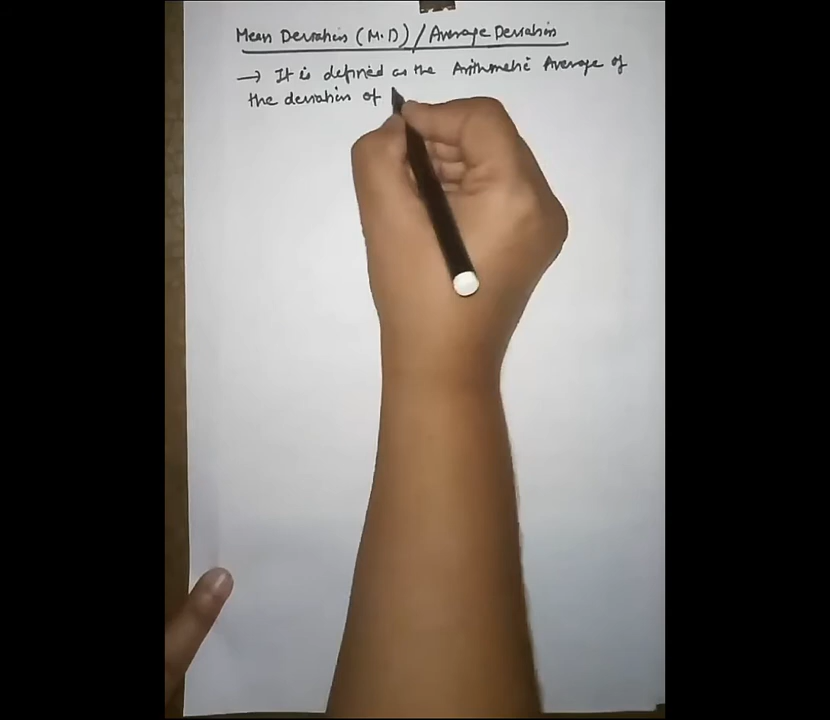 Mean Deviation (M.D) / Average Deviation
→ It is defined as the Arithmetic Average of
the deviation of